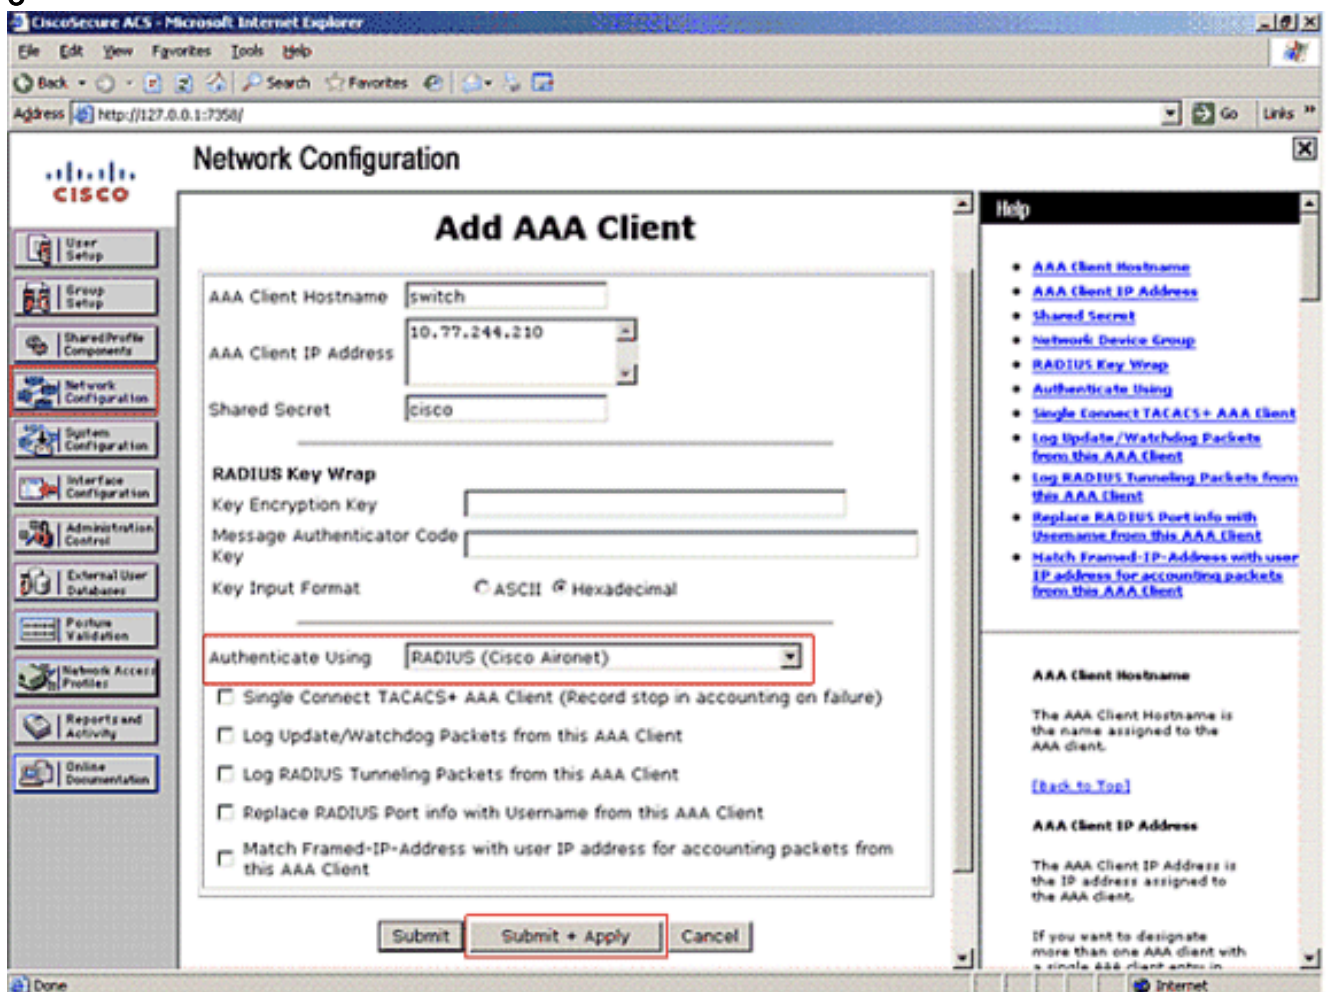 CiscoSecure ACS - Microsoft Internet Explorer
File Edit View Favorites Tools Help
Back Search Favorites
Address http://127.0.0.1:7358/ Go Links »
CISCO
Network Configuration
User Setup
Group Setup
Shared Profile Components
Network Configuration
System Configuration
Interface Configuration
Administration Control
External User Databases
Posture Validation
Network Access Profiles
Reports and Activity
Online Documentation
Add AAA Client
AAA Client Hostname switch
AAA Client IP Address 10.77.244.210
Shared Secret cisco
RADIUS Key Wrap
Key Encryption Key
Message Authenticator Code
Key
Key Input Format ASCII Hexadecimal
Authenticate Using RADIUS (Cisco Aironet)
Single Connect TACACS+ AAA Client (Record stop in accounting on failure)
Log Update/Watchdog Packets from this AAA Client
Log RADIUS Tunneling Packets from this AAA Client
Replace RADIUS Port info with Username from this AAA Client
Match Framed-IP-Address with user IP address for accounting packets from
this AAA Client
Submit Submit + Apply Cancel
Help
AAA Client Hostname
AAA Client IP Address
Shared Secret
Network Device Group
RADIUS Key Wrap
Authenticate Using
Single Connect TACACS+ AAA Client
Log Update/Watchdog Packets
from this AAA Client
Log RADIUS Tunneling Packets from
this AAA Client
Replace RADIUS Port info with
Username from this AAA Client
Match Framed-IP-Address with user
IP address for accounting packets
from this AAA Client
AAA Client Hostname
The AAA Client Hostname is
the name assigned to the
AAA client.
[Back to Top]
AAA Client IP Address
The AAA Client IP Address is
the IP address assigned to
the AAA client.
If you want to designate
more than one AAA client with
a single AAA client entry in
Done
Internet